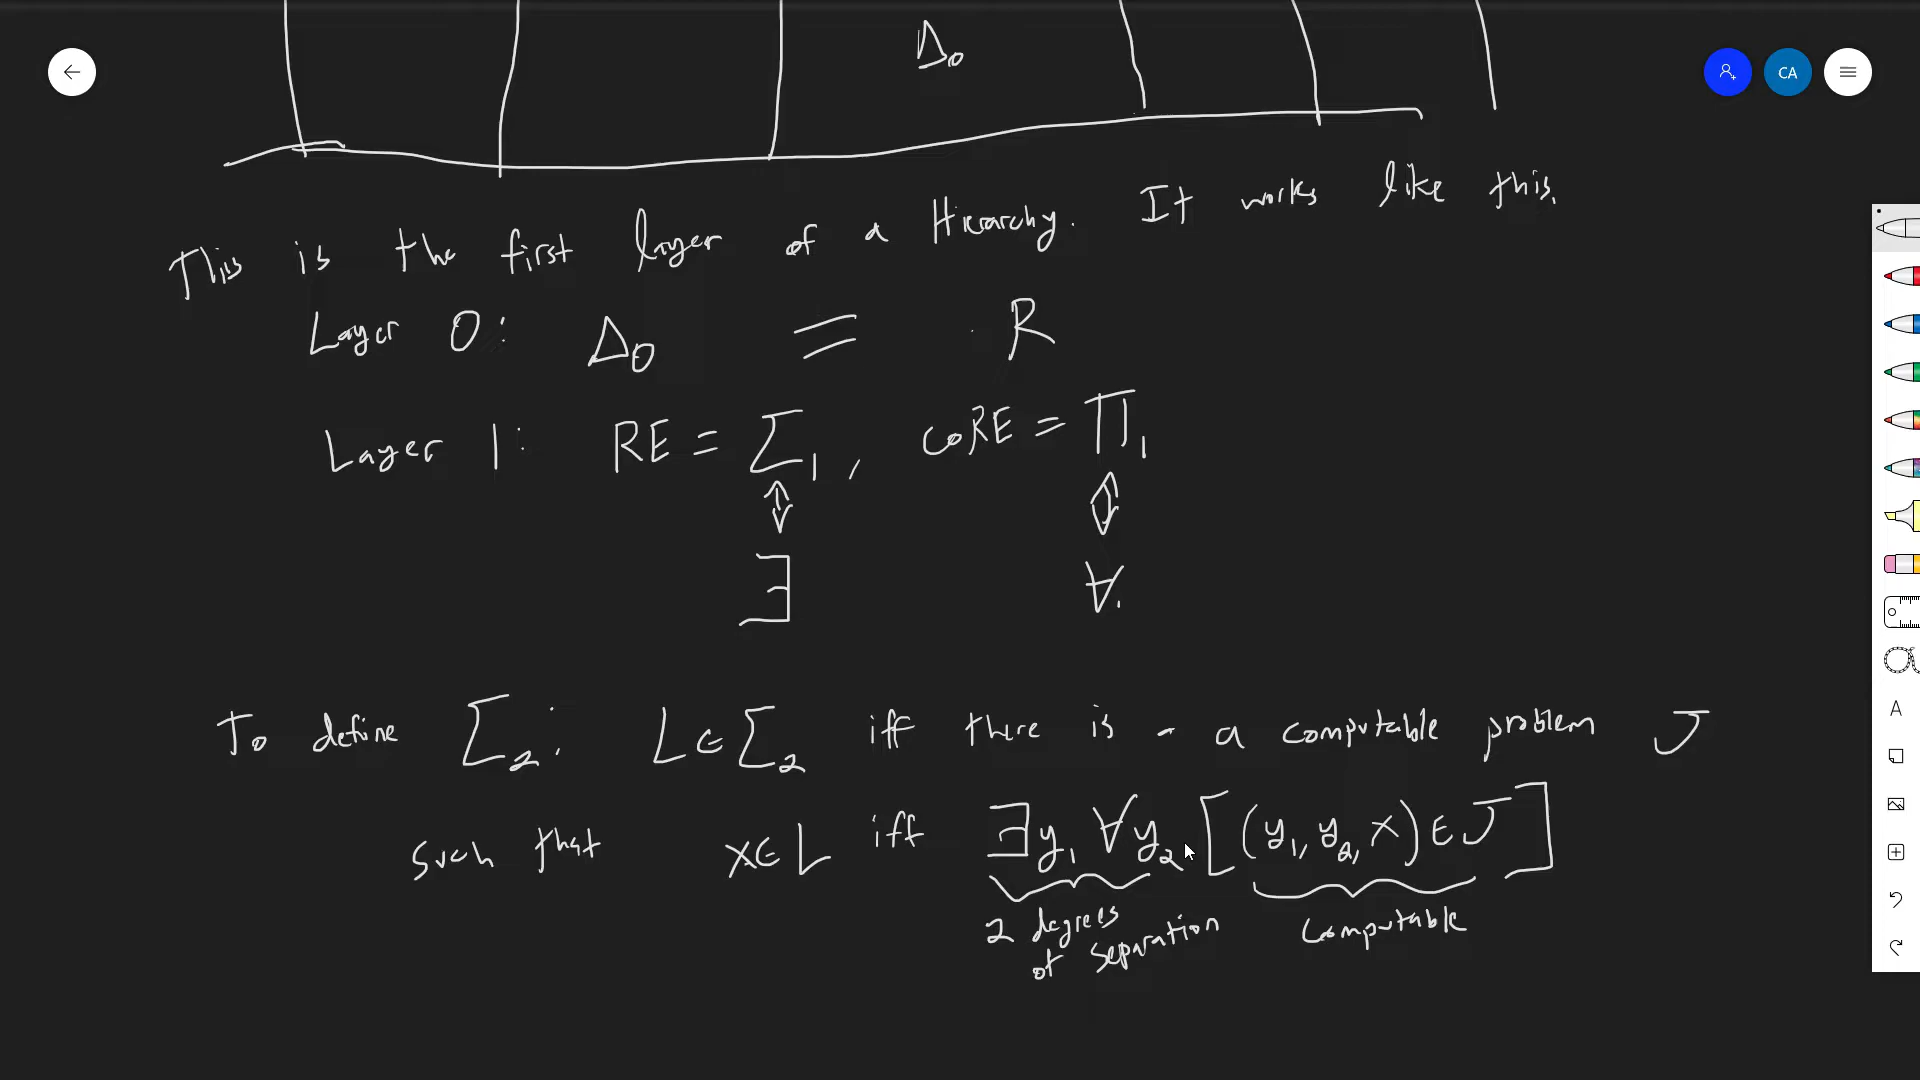 Δ₀
CA
This is the first layer of a Hierarchy. It works like this.
Layer 0: Δ₀ = R
Layer 1: RE = Σ₁, coRE = Π₁
∃ ∀.
To define Σ₂: L ∈ Σ₂ iff there is a computable problem J
such that x ∈ L iff ∃y₁ ∀y₂ [(y₁, y₂, x) ∈ J]
2 degrees of separation computable
A